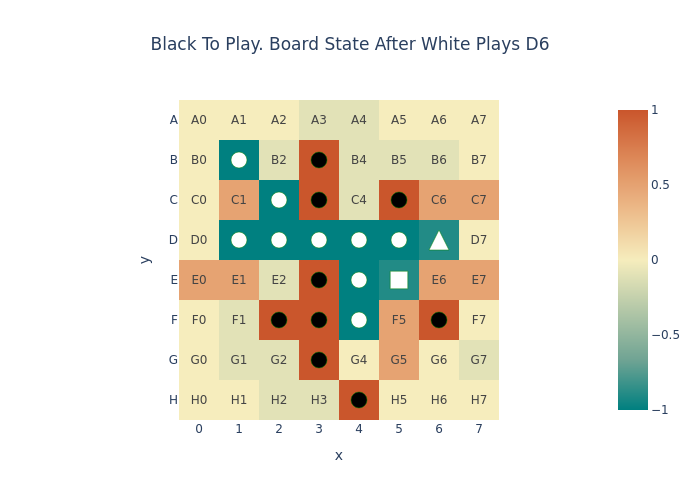 Black To Play. Board State After White Plays D6
A A0 A1 A2 A3 A4 A5 A6 A7
B B0 B2 B4 B5 B6 B7
C C0 C1 C4 C6 C7
D D0 D7
E E0 E1 E2 E6 E7
F F0 F1 F5 F7
G G0 G1 G2 G4 G5 G6 G7
H H0 H1 H2 H3 H5 H6 H7
0 1 2 3 4 5 6 7
x
y
1
0.5
0
−0.5
−1